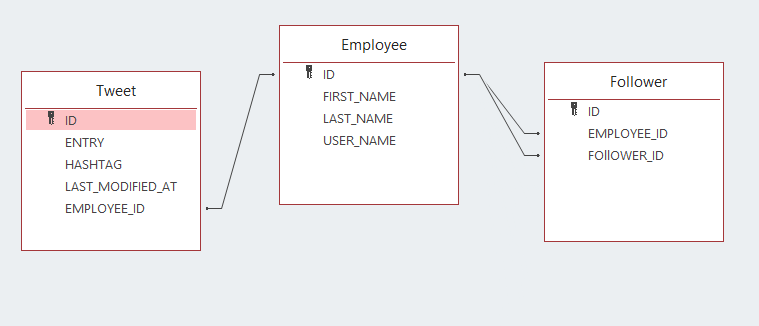 Tweet
ID
ENTRY
HASHTAG
LAST_MODIFIED_AT
EMPLOYEE_ID
Employee
ID
FIRST_NAME
LAST_NAME
USER_NAME
Follower
ID
EMPLOYEE_ID
FOllOWER_ID